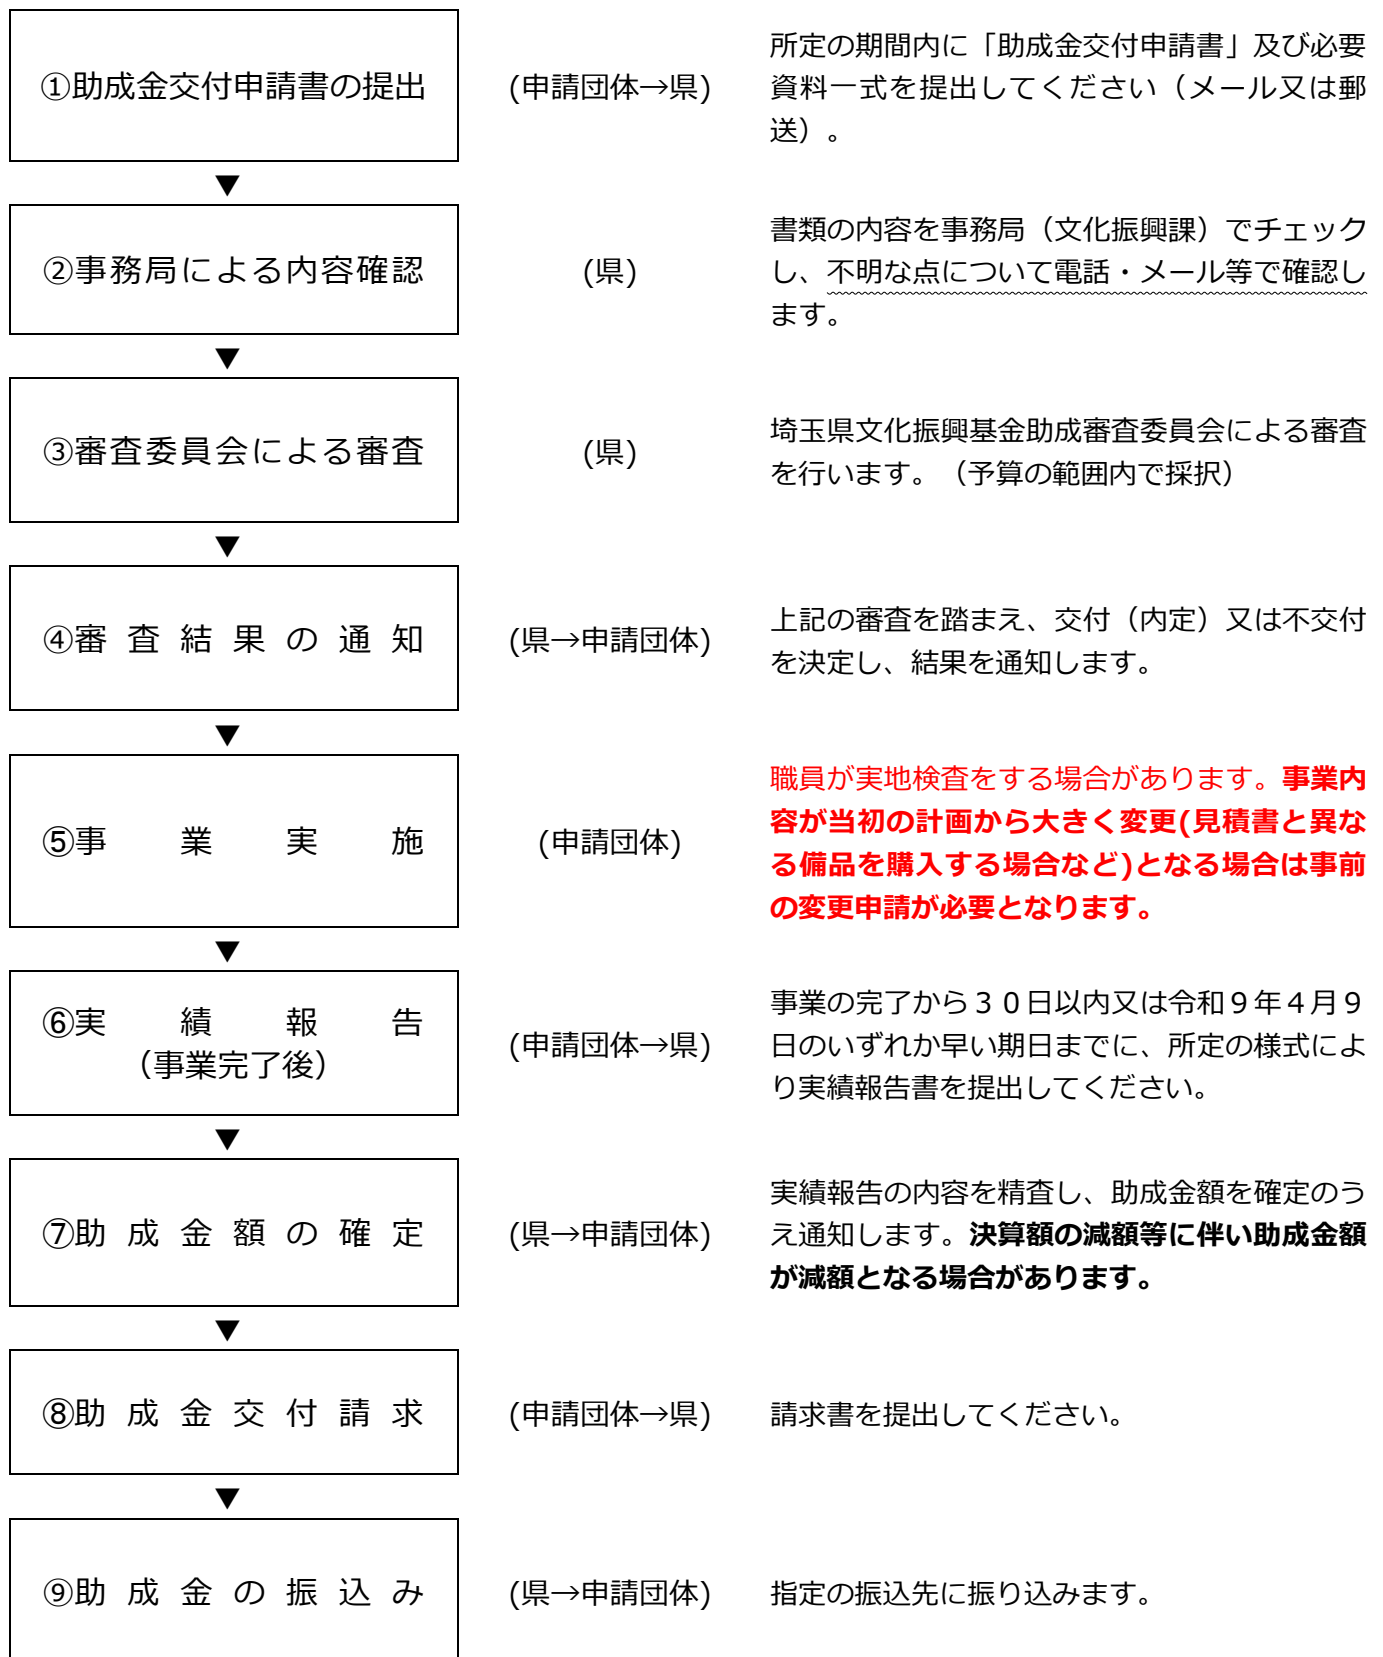 ①助成金交付申請書の提出
(申請団体→県)
所定の期間内に「助成金交付申請書」及び必要
資料一式を提出してください（メール又は郵
送）。
▼
②事務局による内容確認
(県)
書類の内容を事務局（文化振興課）でチェック
し、不明な点について電話・メール等で確認し
ます。
▼
③審査委員会による審査
(県)
埼玉県文化振興基金助成審査委員会による審査
を行います。（予算の範囲内で採択）
▼
④審査結果の通知
(県→申請団体)
上記の審査を踏まえ、交付（内定）又は不交付
を決定し、結果を通知します。
▼
⑤事業実施
(申請団体)
職員が実地検査をする場合があります。事業内
容が当初の計画から大きく変更(見積書と異な
る備品を購入する場合など)となる場合は事前
の変更申請が必要となります。
▼
⑥実績報告
（事業完了後）
(申請団体→県)
事業の完了から３０日以内又は令和９年４月９
日のいずれか早い期日までに、所定の様式によ
り実績報告書を提出してください。
▼
⑦助成金額の確定
(県→申請団体)
実績報告の内容を精査し、助成金額を確定のう
え通知します。決算額の減額等に伴い助成金額
が減額となる場合があります。
▼
⑧助成金交付請求
(申請団体→県)
請求書を提出してください。
▼
⑨助成金の振込み
(県→申請団体)
指定の振込先に振り込みます。